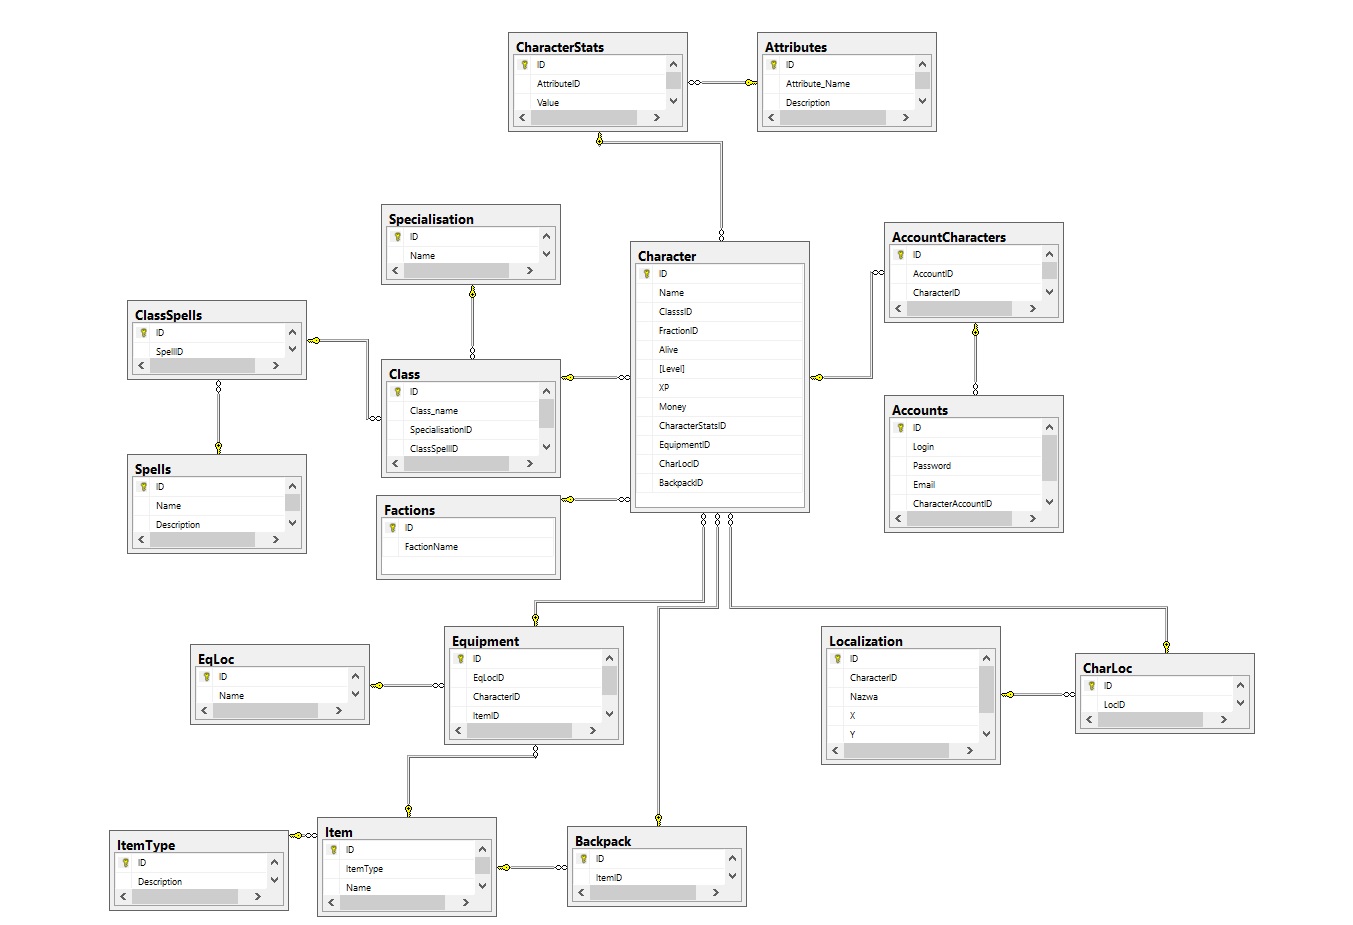 CharacterStats
ID
AttributeID
Value
Attributes
ID
Attribute_Name
Description
Specialisation
ID
Name
Character
ID
Name
ClasssID
FractionID
Alive
[Level]
XP
Money
CharacterStatsID
EquipmentID
CharLocID
BackpackID
AccountCharacters
ID
AccountID
CharacterID
ClassSpells
ID
SpellID
Class
ID
Class_name
SpecialisationID
ClassSpellID
Accounts
ID
Login
Password
Email
CharacterAccountID
Spells
ID
Name
Description
Factions
ID
FactionName
EqLoc
ID
Name
Equipment
ID
EqLocID
CharacterID
ItemID
Localization
ID
CharacterID
Nazwa
X
Y
CharLoc
ID
LocID
ItemType
ID
Description
Item
ID
ItemType
Name
Backpack
ID
ItemID